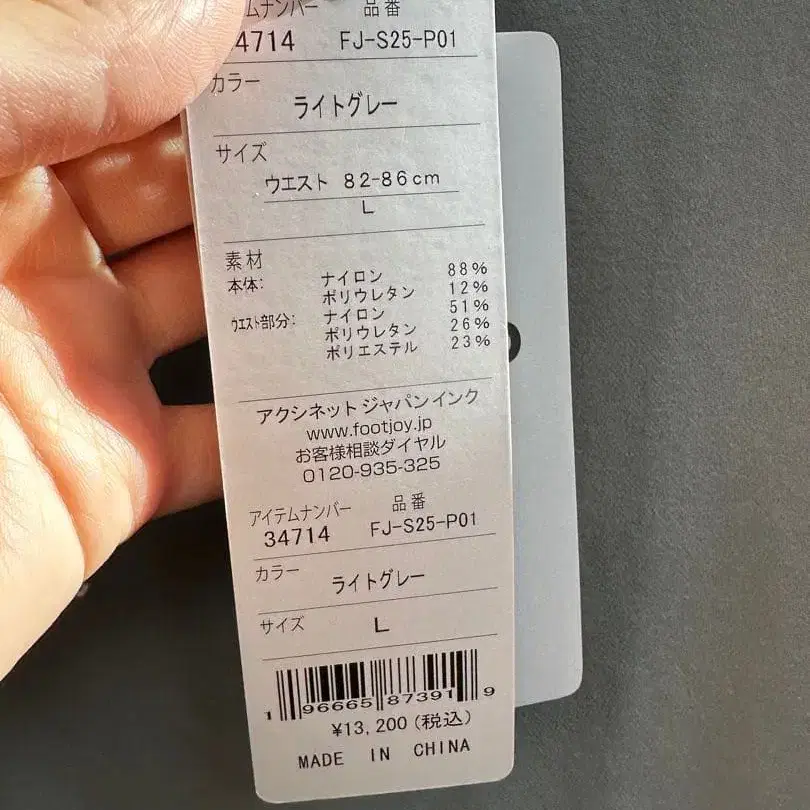 ムナンバー 品番
34714 FJ-S25-P01
カラー
ライトグレー
サイズ
ウエスト 82-86cm
L
素材
本体: ナイロン 88%
ポリウレタン 12%
ウエスト部分: ナイロン 51%
ポリウレタン 26%
ポリエステル 23%
アクシネット ジャパン インク
www.footjoy.jp
お客様相談ダイヤル
0120-935-325
アイテムナンバー 品番
34714 FJ-S25-P01
カラー
ライトグレー
サイズ L
1 96665 87391 9
¥13,200 (税込)
MADE IN CHINA